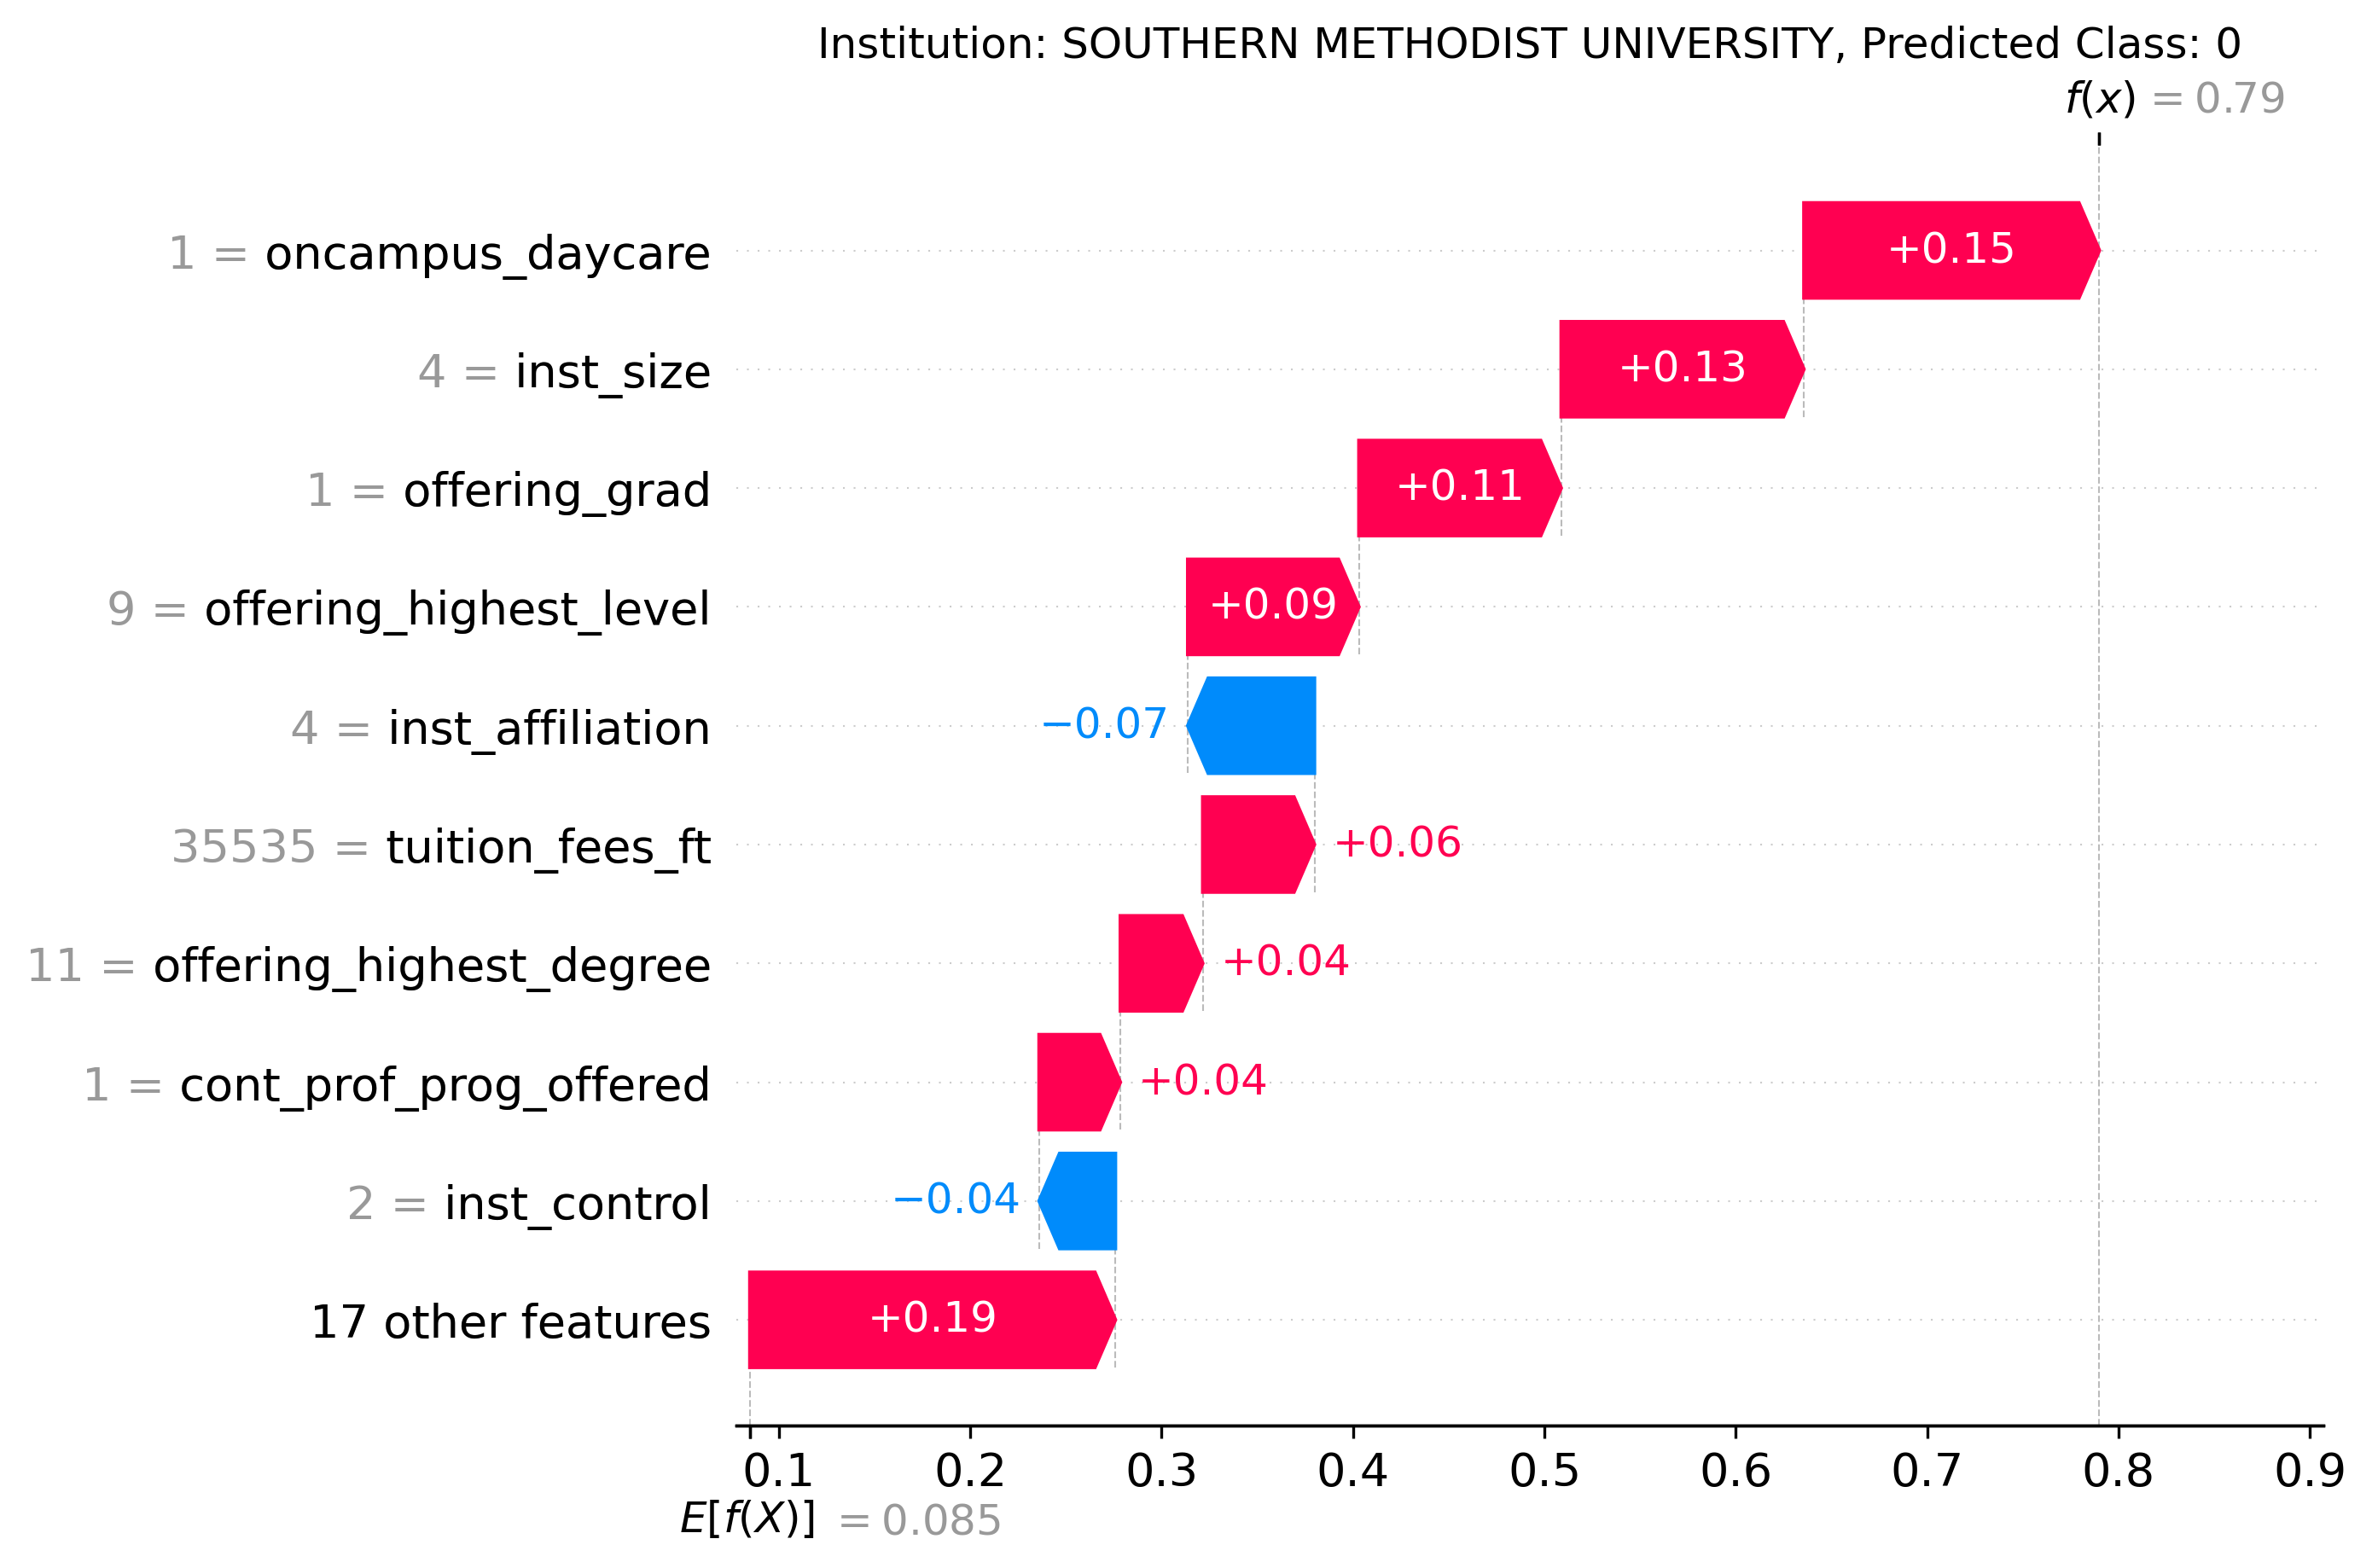 Institution: SOUTHERN METHODIST UNIVERSITY, Predicted Class: 0
f(x) = 0.79
1 = oncampus_daycare +0.15
4 = inst_size +0.13
1 = offering_grad +0.11
9 = offering_highest_level +0.09
4 = inst_affiliation −0.07
35535 = tuition_fees_ft +0.06
11 = offering_highest_degree +0.04
1 = cont_prof_prog_offered +0.04
2 = inst_control −0.04
17 other features +0.19
0.1 0.2 0.3 0.4 0.5 0.6 0.7 0.8 0.9
E[f(X)] = 0.085